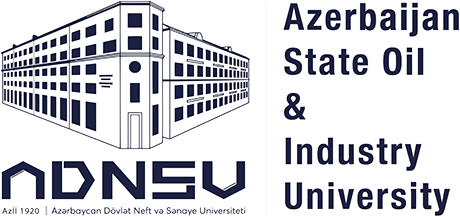 ADNSU
Azİİ 1920 | Azərbaycan Dövlət Neft və Sənaye Universiteti
Azerbaijan
State Oil
&
Industry
University